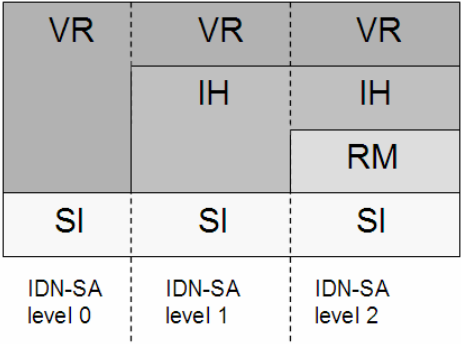 VR VR VR
IH IH
RM
SI SI SI
IDN-SA IDN-SA IDN-SA
level 0 level 1 level 2